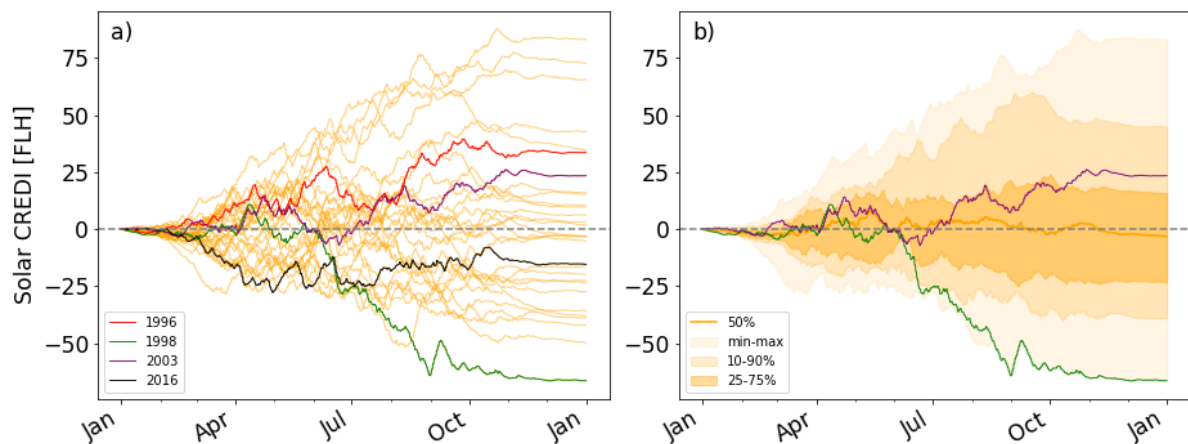 a)
b)
Solar CREDI [FLH]
75
50
25
0
−25
−50
1996
1998
2003
2016
Jan
Apr
Jul
Oct
Jan
75
50
25
0
−25
−50
50%
min-max
10-90%
25-75%
Jan
Apr
Jul
Oct
Jan